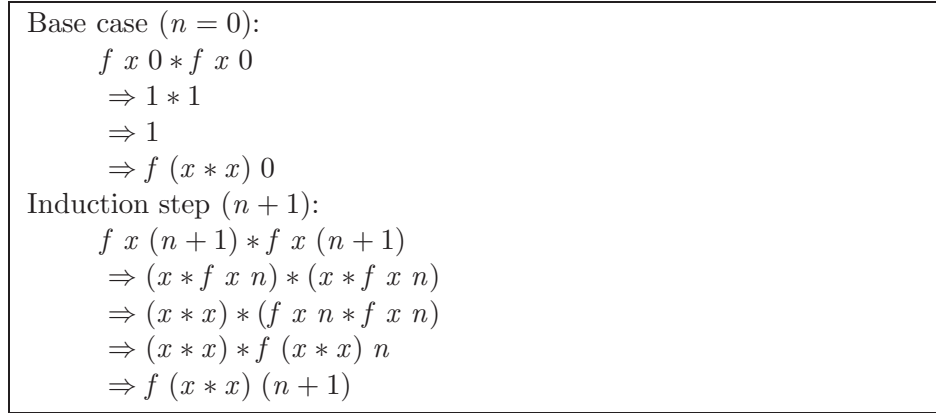 Base case (n = 0):
f x 0 ∗ f x 0
⇒ 1 ∗ 1
⇒ 1
⇒ f (x ∗ x) 0
Induction step (n + 1):
f x (n + 1) ∗ f x (n + 1)
⇒ (x ∗ f x n) ∗ (x ∗ f x n)
⇒ (x ∗ x) ∗ (f x n ∗ f x n)
⇒ (x ∗ x) ∗ f (x ∗ x) n
⇒ f (x ∗ x) (n + 1)